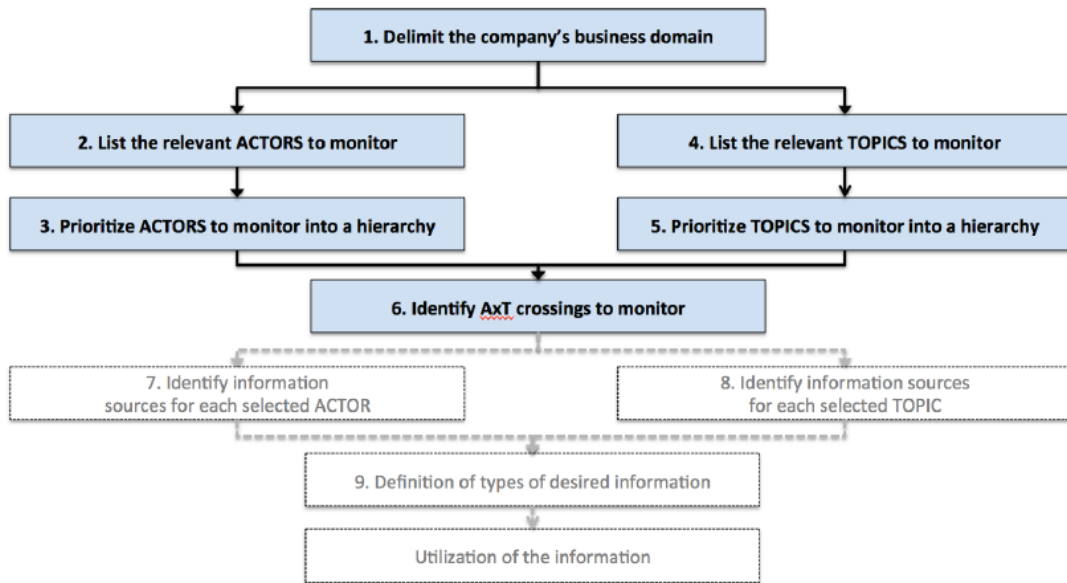 1. Delimit the company’s business domain
2. List the relevant ACTORS to monitor
4. List the relevant TOPICS to monitor
3. Prioritize ACTORS to monitor into a hierarchy
5. Prioritize TOPICS to monitor into a hierarchy
6. Identify AxT crossings to monitor
7. Identify information
sources for each selected ACTOR
8. Identify information sources
for each selected TOPIC
9. Definition of types of desired information
Utilization of the information